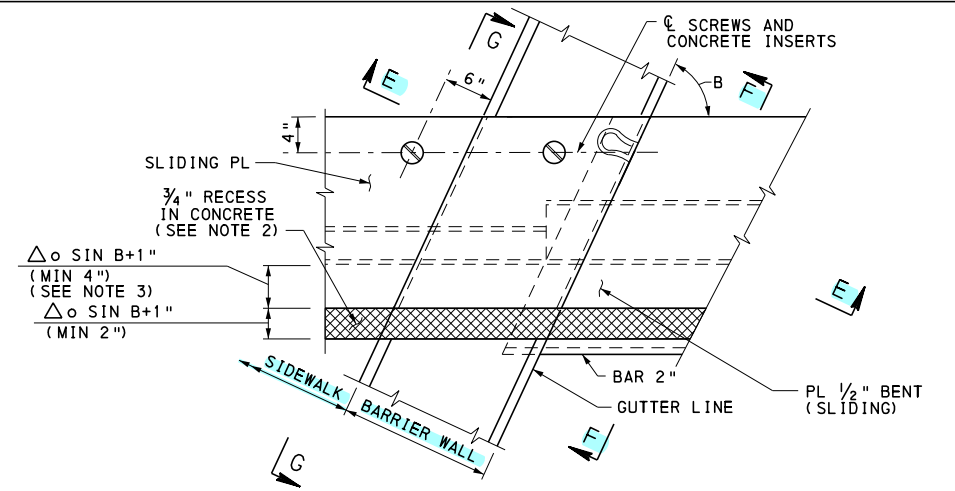 G
℄ SCREWS AND
CONCRETE INSERTS
E
6"
B
F
4"
SLIDING PL
3/4" RECESS
IN CONCRETE
(SEE NOTE 2)
△o SIN B+1"
(MIN 4")
(SEE NOTE 3)
△o SIN B+1"
(MIN 2")
E
SIDEWALK
BARRIER WALL
BAR 2"
GUTTER LINE
PL 1/2" BENT
(SLIDING)
F
G